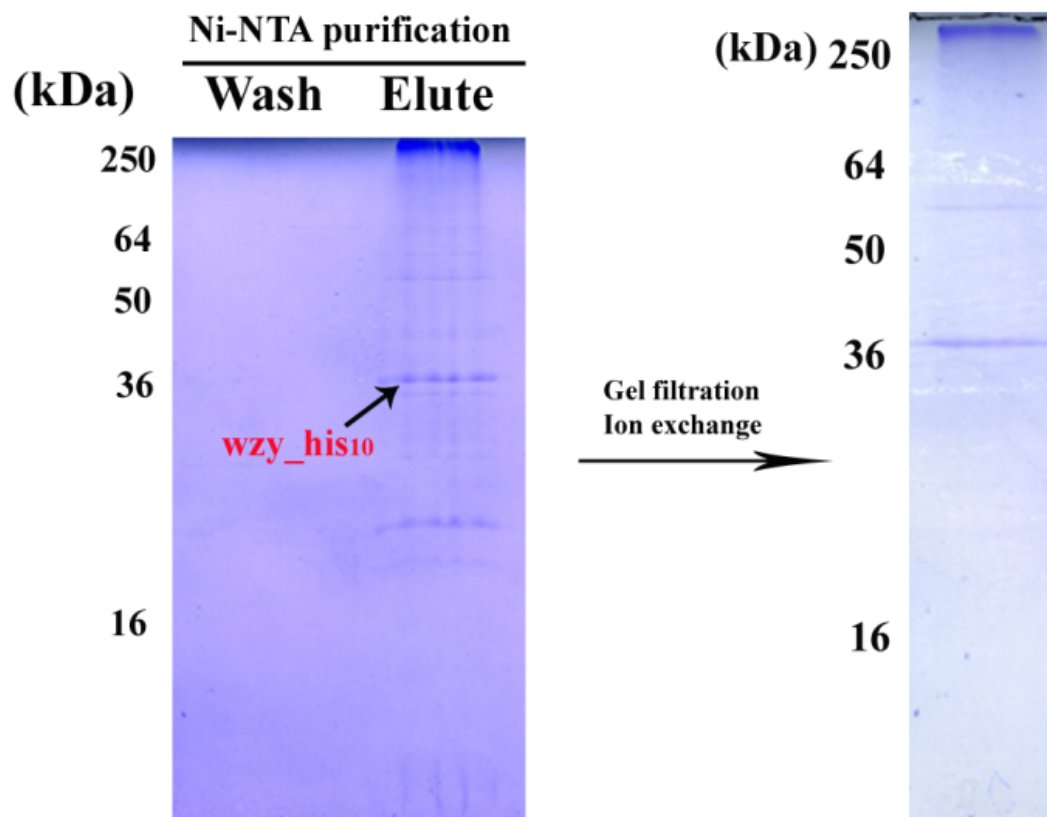 Ni-NTA purification
(kDa) Wash Elute
250
64
50
36
wzy_his10
16
Gel filtration
Ion exchange
(kDa) 250
64
50
36
16